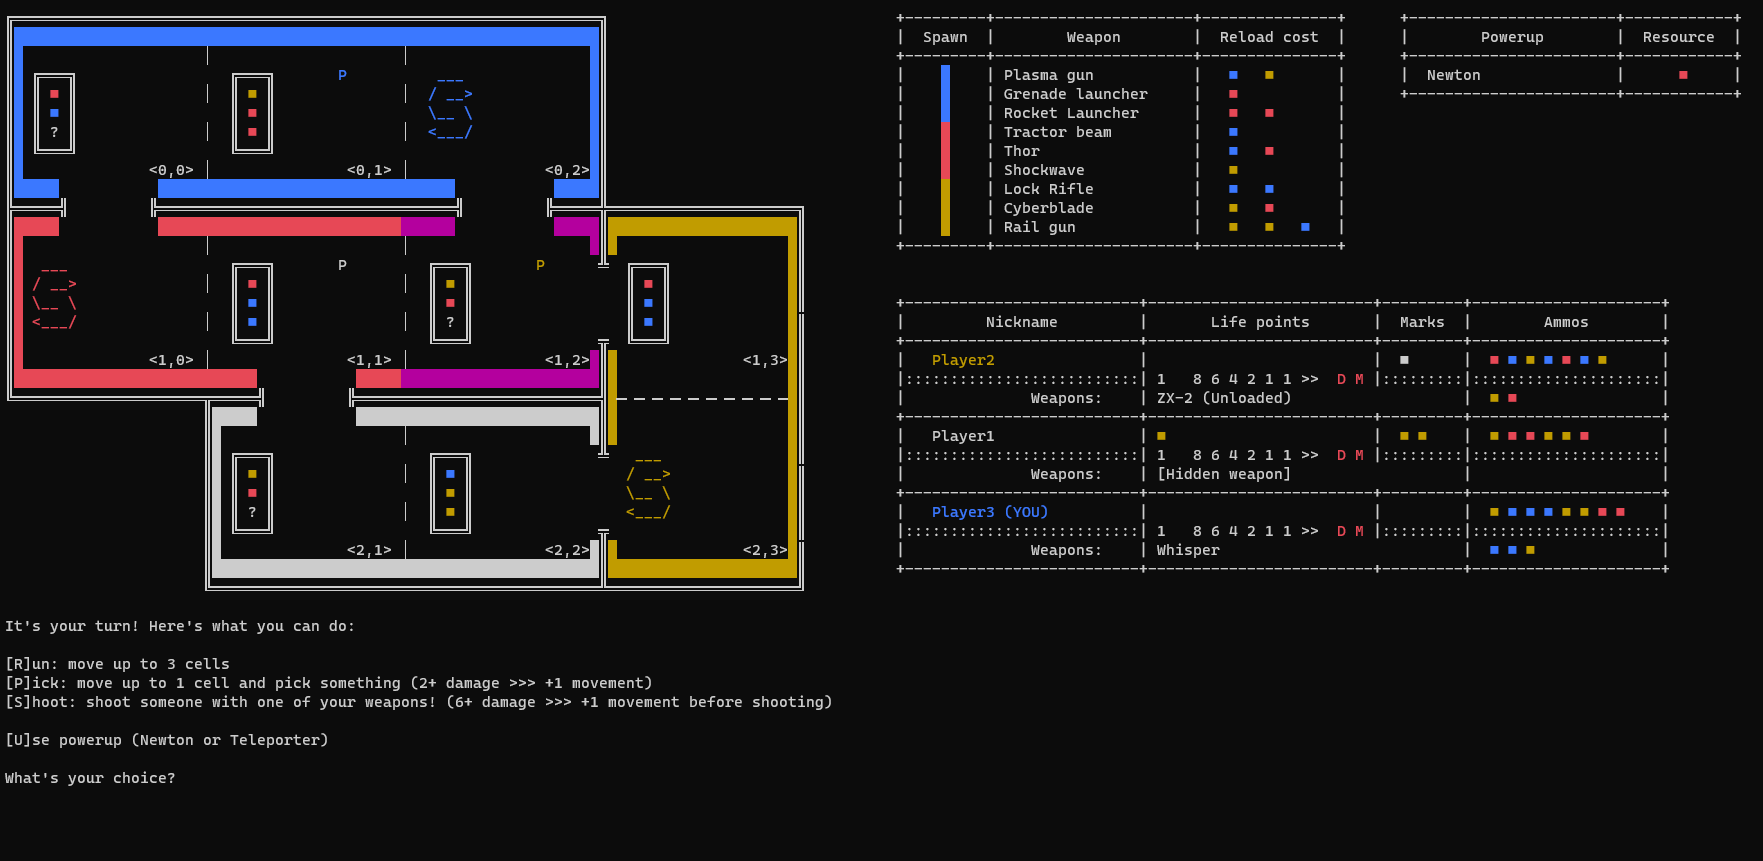 P
?
<0,0> <0,1> <0,2>
P P
?
<1,0> <1,1> <1,2> <1,3>
?
<2,1> <2,2> <2,3>
Spawn Weapon Reload cost
Plasma gun
Grenade launcher
Rocket Launcher
Tractor beam
Thor
Shockwave
Lock Rifle
Cyberblade
Rail gun
Powerup Resource
Newton
Nickname Life points Marks Ammos
Player2
1 8 6 4 2 1 1 >> D M
Weapons: ZX-2 (Unloaded)
Player1
1 8 6 4 2 1 1 >> D M
Weapons: [Hidden weapon]
Player3 (YOU)
1 8 6 4 2 1 1 >> D M
Weapons: Whisper
It's your turn! Here's what you can do:
[R]un: move up to 3 cells
[P]ick: move up to 1 cell and pick something (2+ damage >>> +1 movement)
[S]hoot: shoot someone with one of your weapons! (6+ damage >>> +1 movement before shooting)
[U]se powerup (Newton or Teleporter)
What's your choice?